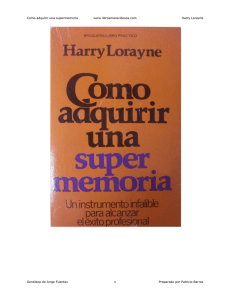 Como adquirir una supermemoria www.librosmaravillosos.com Harry Lorayne
Harry Lorayne
Como
adquirir
una
super
memoria
Un instrumento infalible
para alcanzar
el éxito profesional
Gentileza de Jorge Fuentes 1 Preparado por Patricio Barros